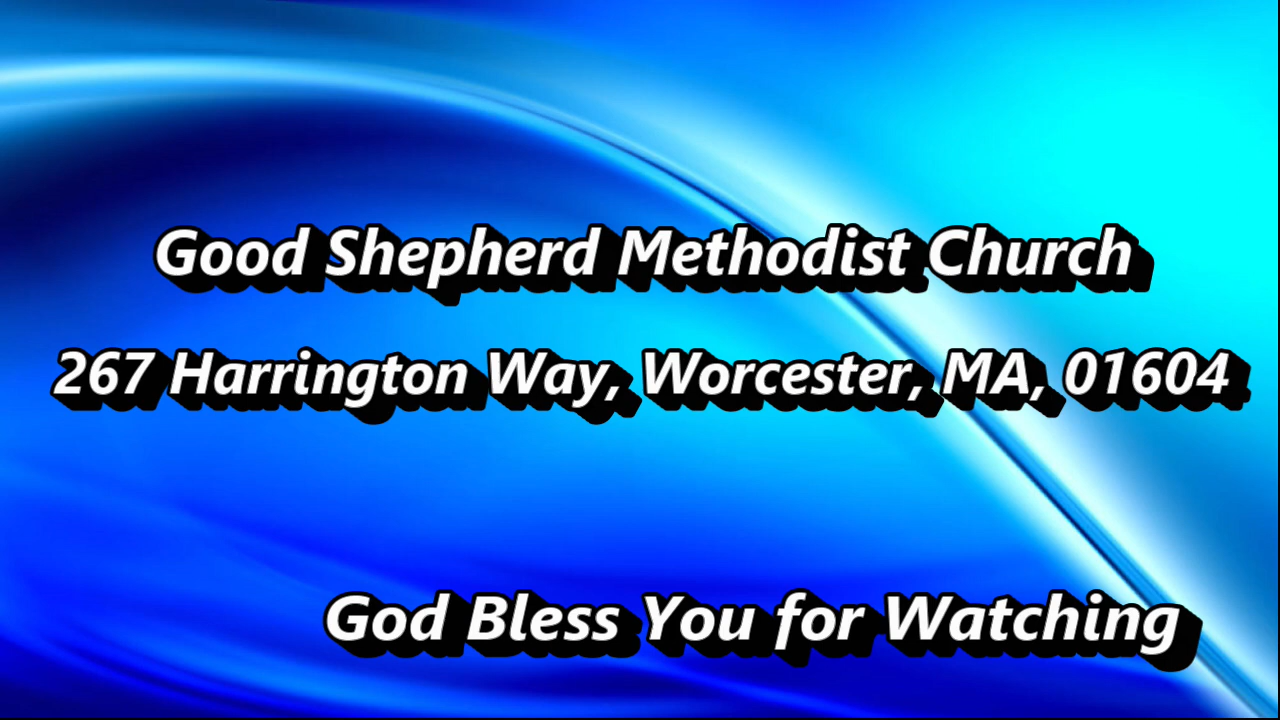 Good Shepherd Methodist Church
267 Harrington Way, Worcester, MA, 01604
God Bless You for Watching